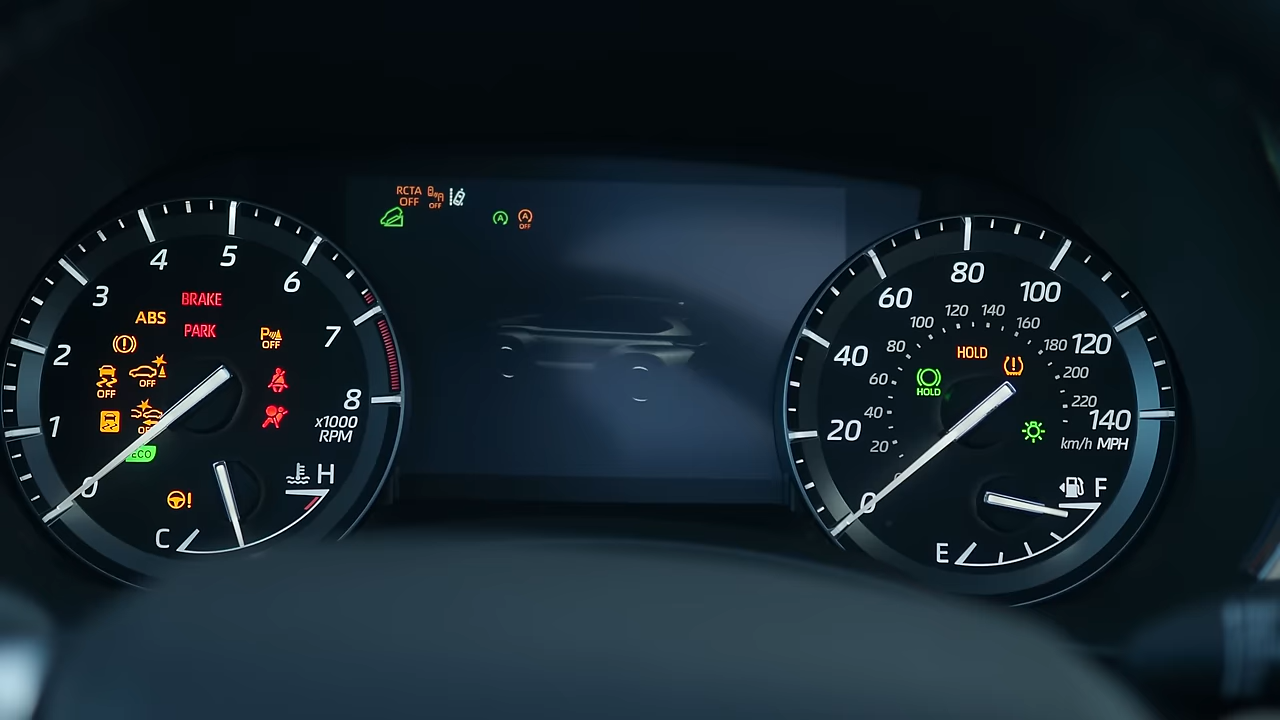 RCTA
OFF
OFF
A
A
OFF
0
1
2
3
4
5
6
7
8
x1000
RPM
BRAKE
PARK
ABS
P
OFF
OFF
OFF
ECO
C
H
0
20
40
60
80
100
120
140
km/h MPH
20
40
60
80
100
120
140
160
180
200
220
HOLD
HOLD
E
F